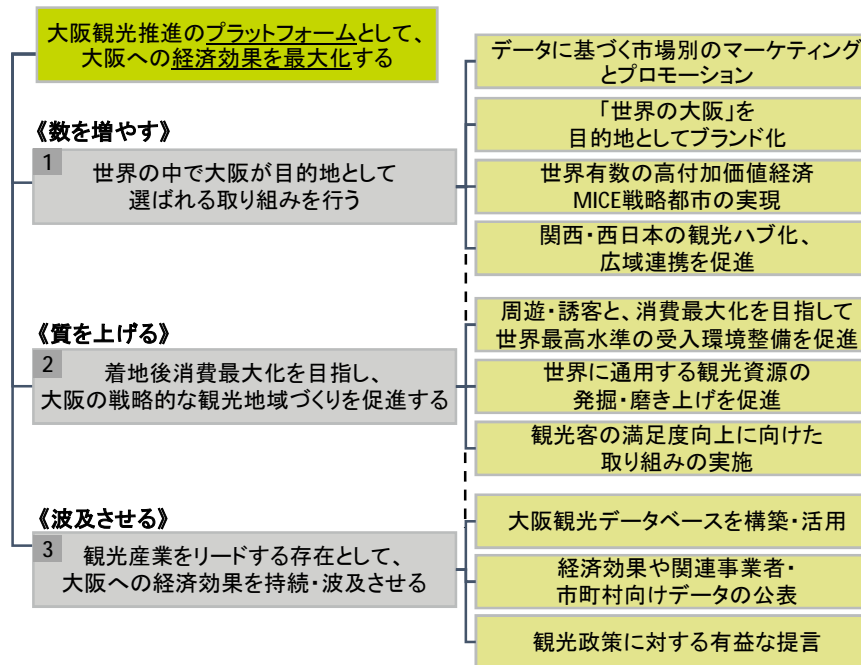 大阪観光推進のプラットフォームとして、
大阪への経済効果を最大化する
《数を増やす》
1
世界の中で大阪が目的地として
選ばれる取り組みを行う
データに基づく市場別のマーケティング
とプロモーション
「世界の大阪」を
目的地としてブランド化
世界有数の高付加価値経済
MICE戦略都市の実現
関西・西日本の観光ハブ化、
広域連携を促進
《質を上げる》
2
着地後消費最大化を目指し、
大阪の戦略的な観光地域づくりを促進する
周遊・誘客と、消費最大化を目指して
世界最高水準の受入環境整備を促進
世界に通用する観光資源の
発掘・磨き上げを促進
観光客の満足度向上に向けた
取り組みの実施
《波及させる》
3
観光産業をリードする存在として、
大阪への経済効果を持続・波及させる
大阪観光データベースを構築・活用
経済効果や関連事業者・
市町村向けデータの公表
観光政策に対する有益な提言